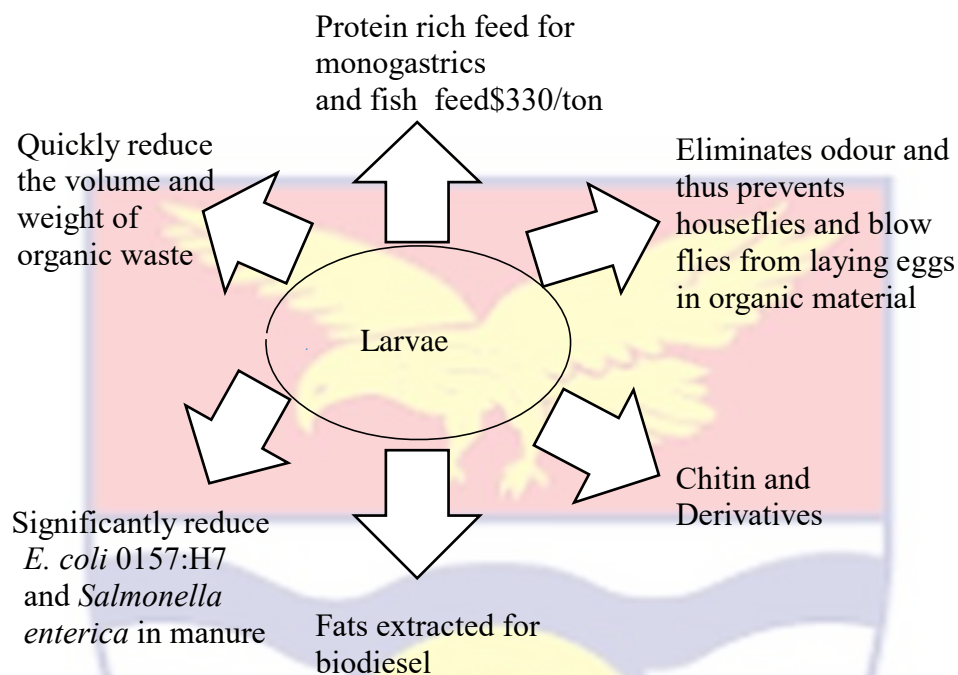 Protein rich feed for
monogastrics
and fish feed$330/ton
Quickly reduce
the volume and
weight of
organic waste
Eliminates odour and
thus prevents
houseflies and blow
flies from laying eggs
in organic material
Larvae
Chitin and
Derivatives
Significantly reduce
E. coli 0157:H7
and Salmonella
enterica in manure
Fats extracted for
biodiesel